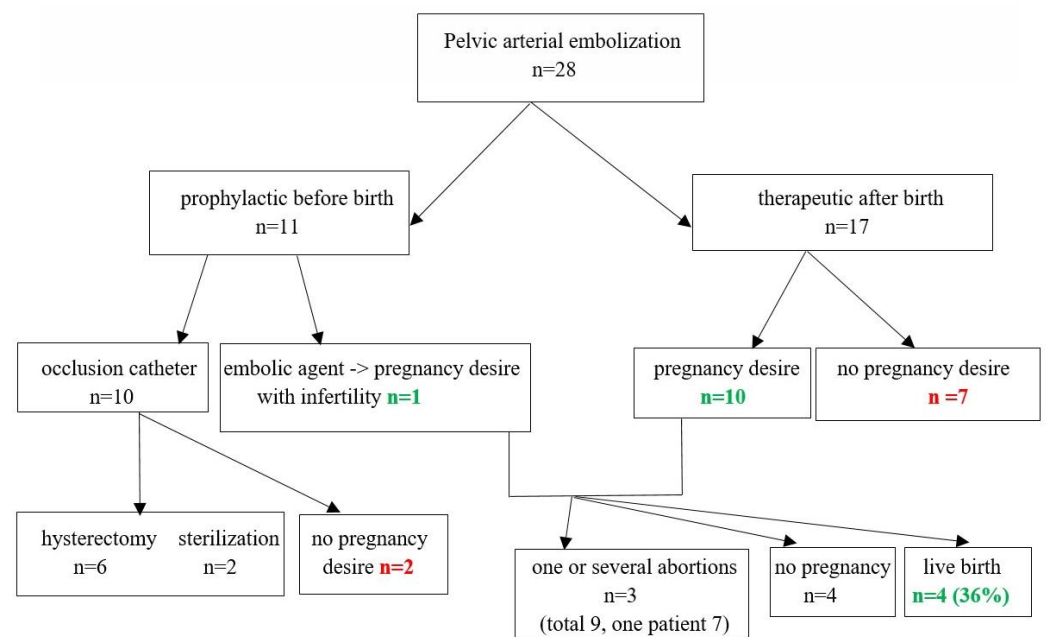 Pelvic arterial embolization
n=28
prophylactic before birth
n=11
therapeutic after birth
n=17
occlusion catheter
n=10
embolic agent -> pregnancy desire
with infertility n=1
pregnancy desire
n=10
no pregnancy desire
n =7
hysterectomy sterilization
n=6 n=2
no pregnancy
desire n=2
one or several abortions
n=3
(total 9, one patient 7)
no pregnancy
n=4
live birth
n=4 (36%)